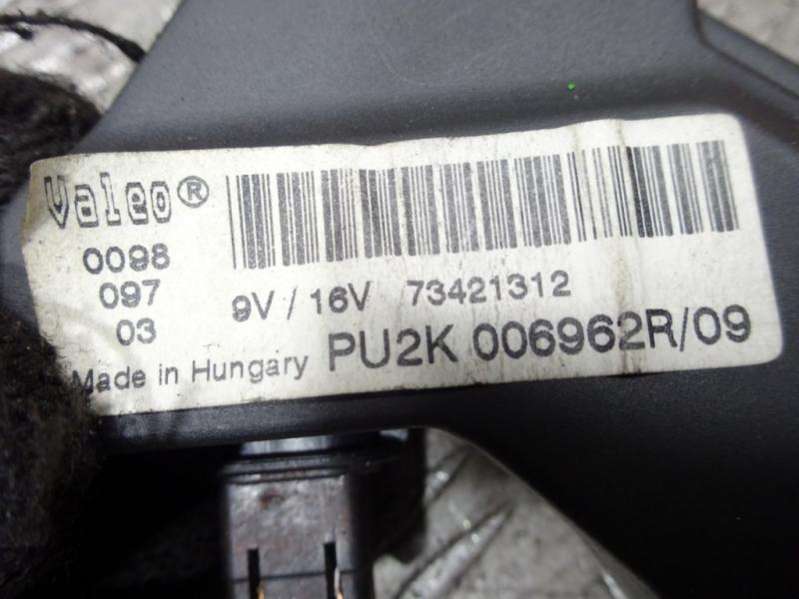 Valeo®
0098
097
03
9V / 16V 73421312
Made in Hungary PU2K 006962R/09